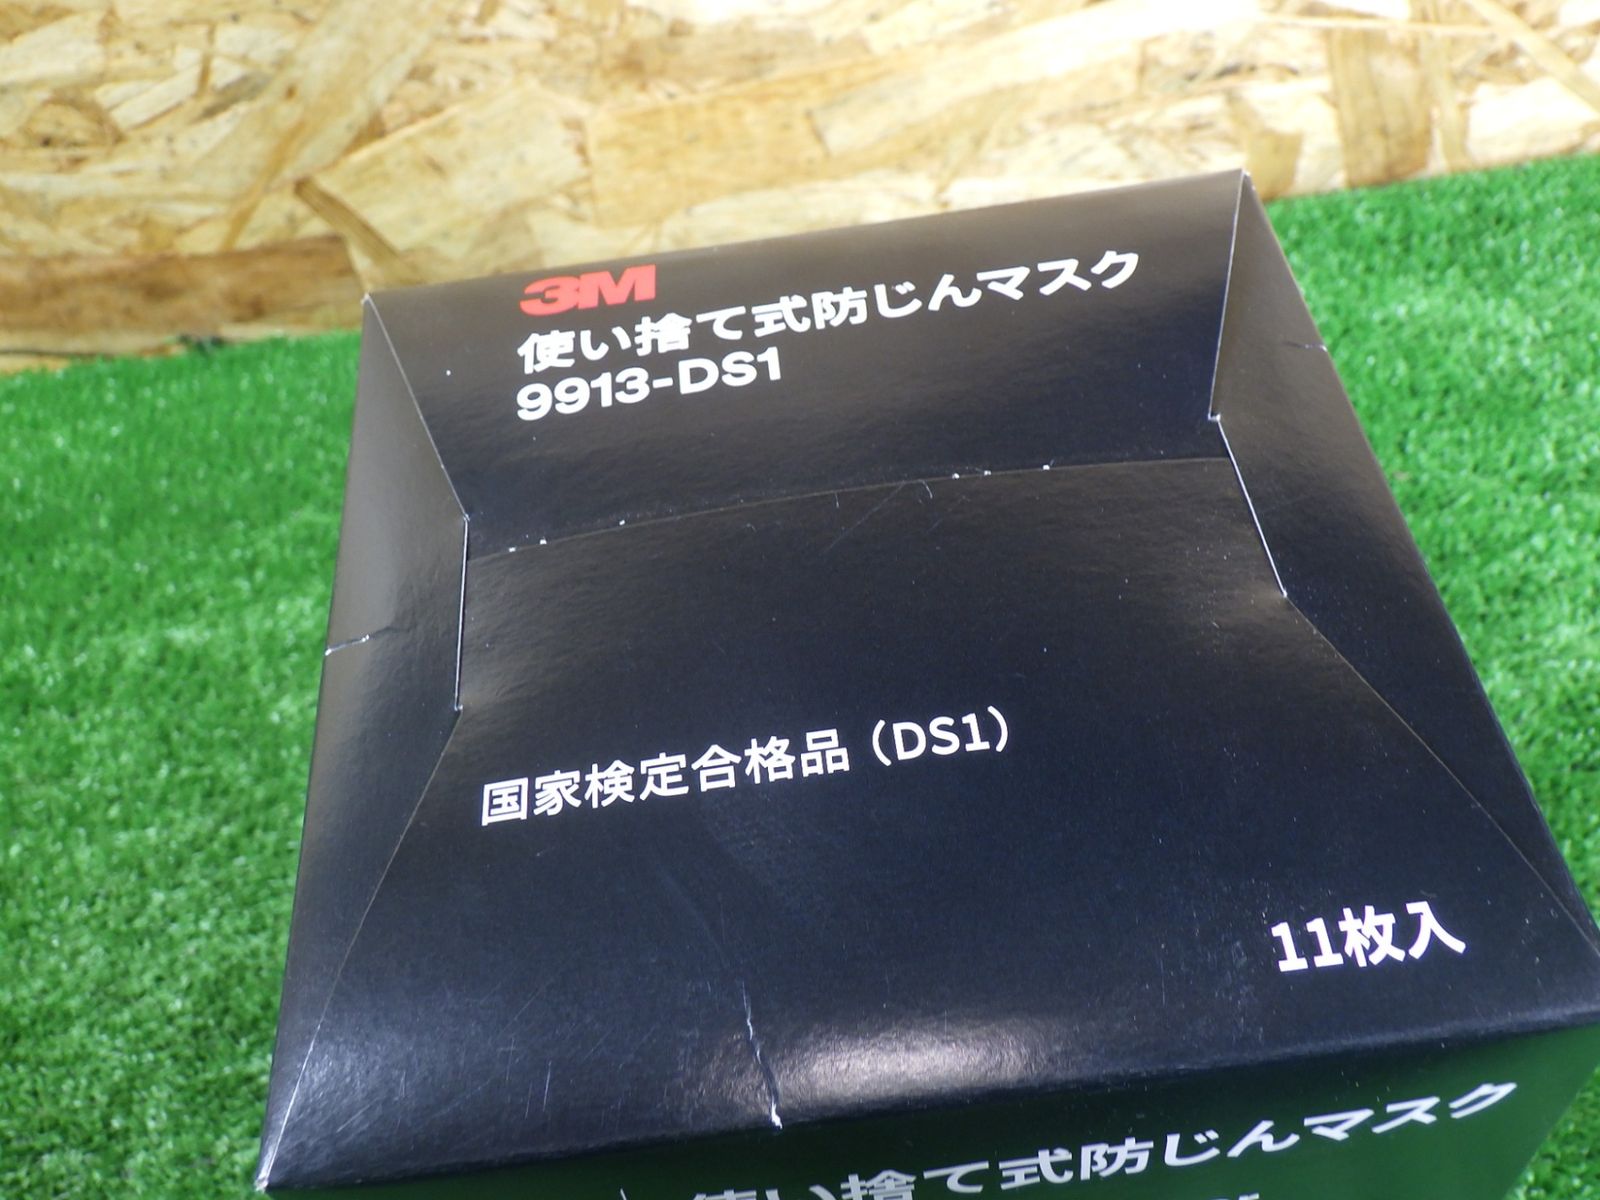 3M
使い捨て式防じんマスク
9913-DS1
国家検定合格品（DS1）
11枚入
使い捨て式防じんマスク